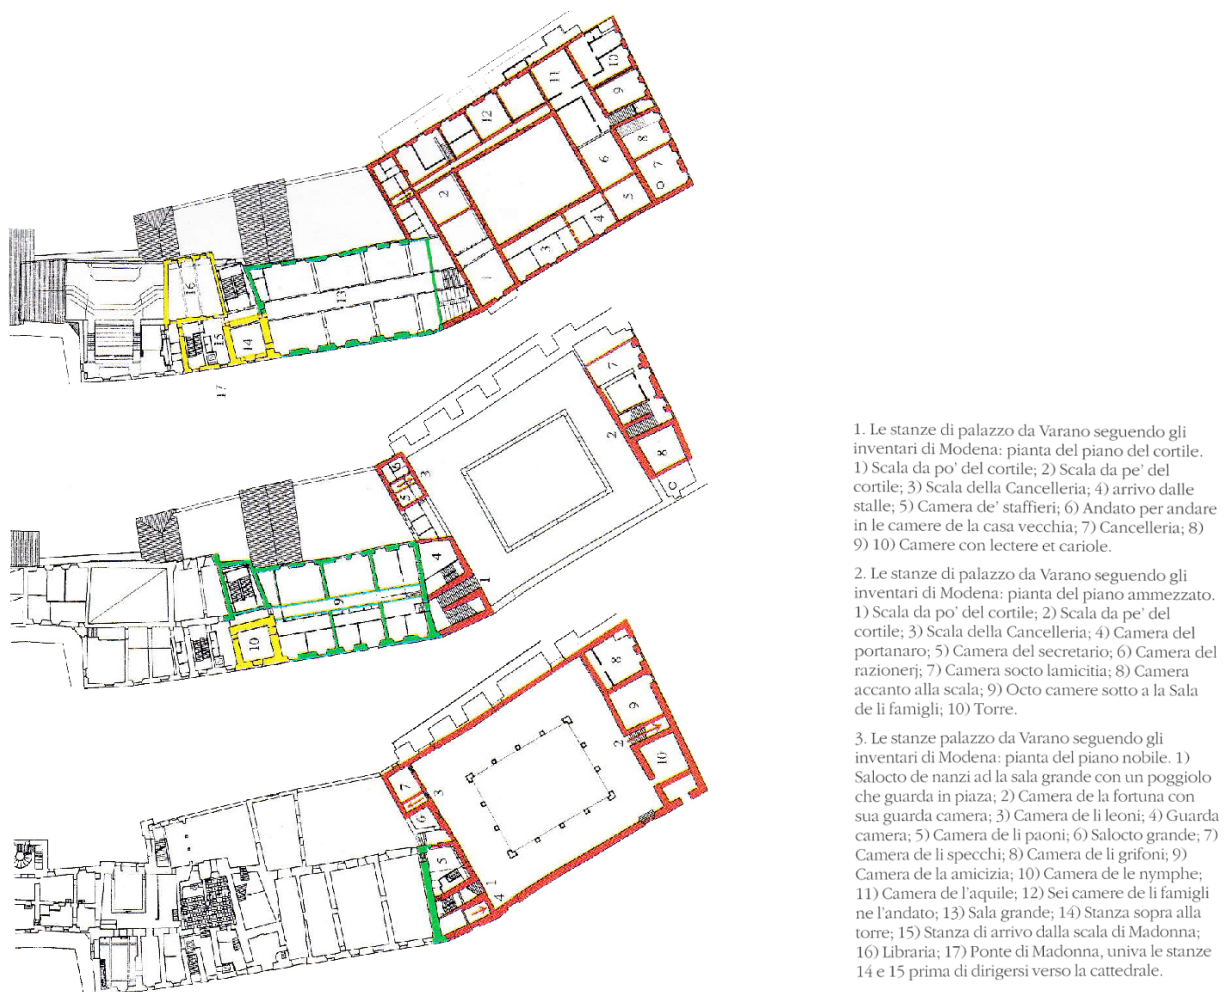 11
10
9
12
8
7
6
2
5
4
3
1
16
13
15
14
17
7
2
8
16
3
5
4
1
9
10
8
9
2
7
3
10
6
5
1
4
1. Le stanze di palazzo da Varano seguendo gli
inventari di Modena: pianta del piano del cortile.
1) Scala da po' del cortile; 2) Scala da pe' del
cortile; 3) Scala della Cancelleria; 4) arrivo dalle
stalle; 5) Camera de' staffieri; 6) Andato per andare
in le camere de la casa vecchia; 7) Cancelleria; 8)
9) 10) Camere con lectere et cariole.
2. Le stanze di palazzo da Varano seguendo gli
inventari di Modena: pianta del piano ammezzato.
1) Scala da po' del cortile; 2) Scala da pe' del
cortile; 3) Scala della Cancelleria; 4) Camera del
portanaro; 5) Camera del secretario; 6) Camera del
razionerj; 7) Camera socto lamicitia; 8) Camera
accanto alla scala; 9) Octo camere sotto a la Sala
de li famigli; 10) Torre.
3. Le stanze palazzo da Varano seguendo gli
inventari di Modena: pianta del piano nobile. 1)
Salocto de nanzi ad la sala grande con un poggiolo
che guarda in piaza; 2) Camera de la fortuna con
sua guarda camera; 3) Camera de li leoni; 4) Guarda
camera; 5) Camera de li paoni; 6) Salocto grande; 7)
Camera de li specchi; 8) Camera de li grifoni; 9)
Camera de la amicizia; 10) Camera de le nymphe;
11) Camera de l'aquile; 12) Sei camere de li famigli
ne l'andato; 13) Sala grande; 14) Stanza sopra alla
torre; 15) Stanza di arrivo dalla scala di Madonna;
16) Libraria; 17) Ponte di Madonna, univa le stanze
14 e 15 prima di dirigersi verso la cattedrale.